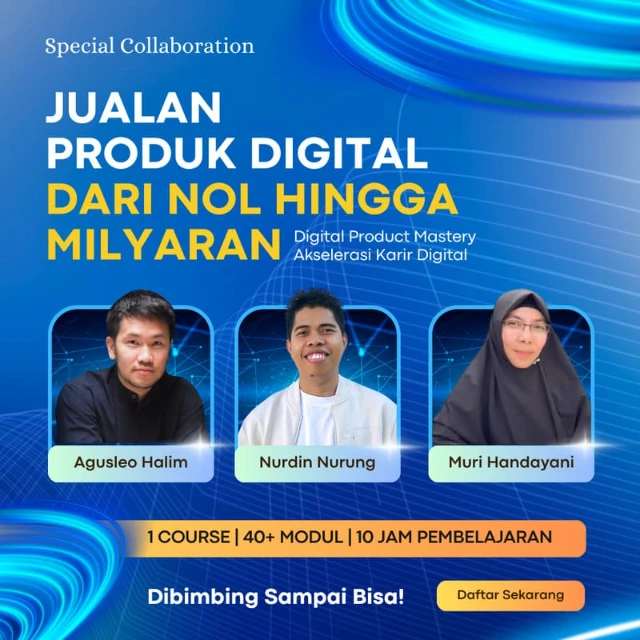 Special Collaboration
JUALAN
PRODUK DIGITAL
DARI NOL HINGGA
MILYARAN
Digital Product Mastery
Akselerasi Karir Digital
Agusleo Halim
Nurdin Nurung
Muri Handayani
1 COURSE | 40+ MODUL | 10 JAM PEMBELAJARAN
Dibimbing Sampai Bisa!
Daftar Sekarang